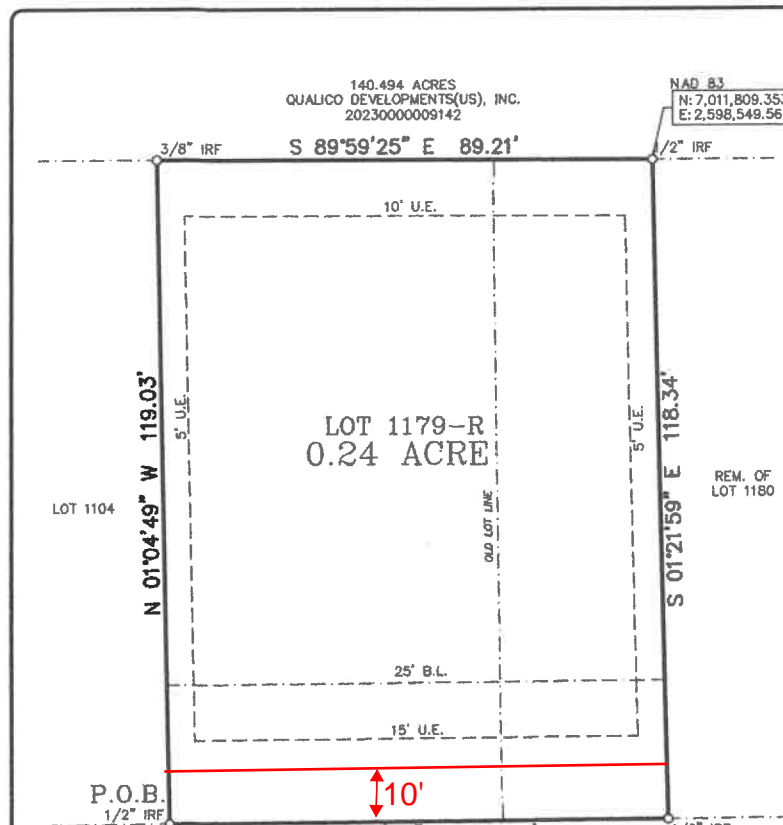 140.494 ACRES
QUALICO DEVELOPMENTS(US), INC.
20230000009142
NAD 83
N: 7,011,809.353
E: 2,598,549.56
3/8" IRF
S 89°59'25" E 89.21'
1/2" IRF
10' U.E.
N 01°04'49" W 119.03'
5' U.E.
LOT 1179-R
0.24 ACRE
5' U.E.
S 01°21'59" E 118.34'
LOT 1104
OLD LOT LINE
REM. OF
LOT 1180
25' B.L.
15' U.E.
10'
P.O.B.
1/2" IRF